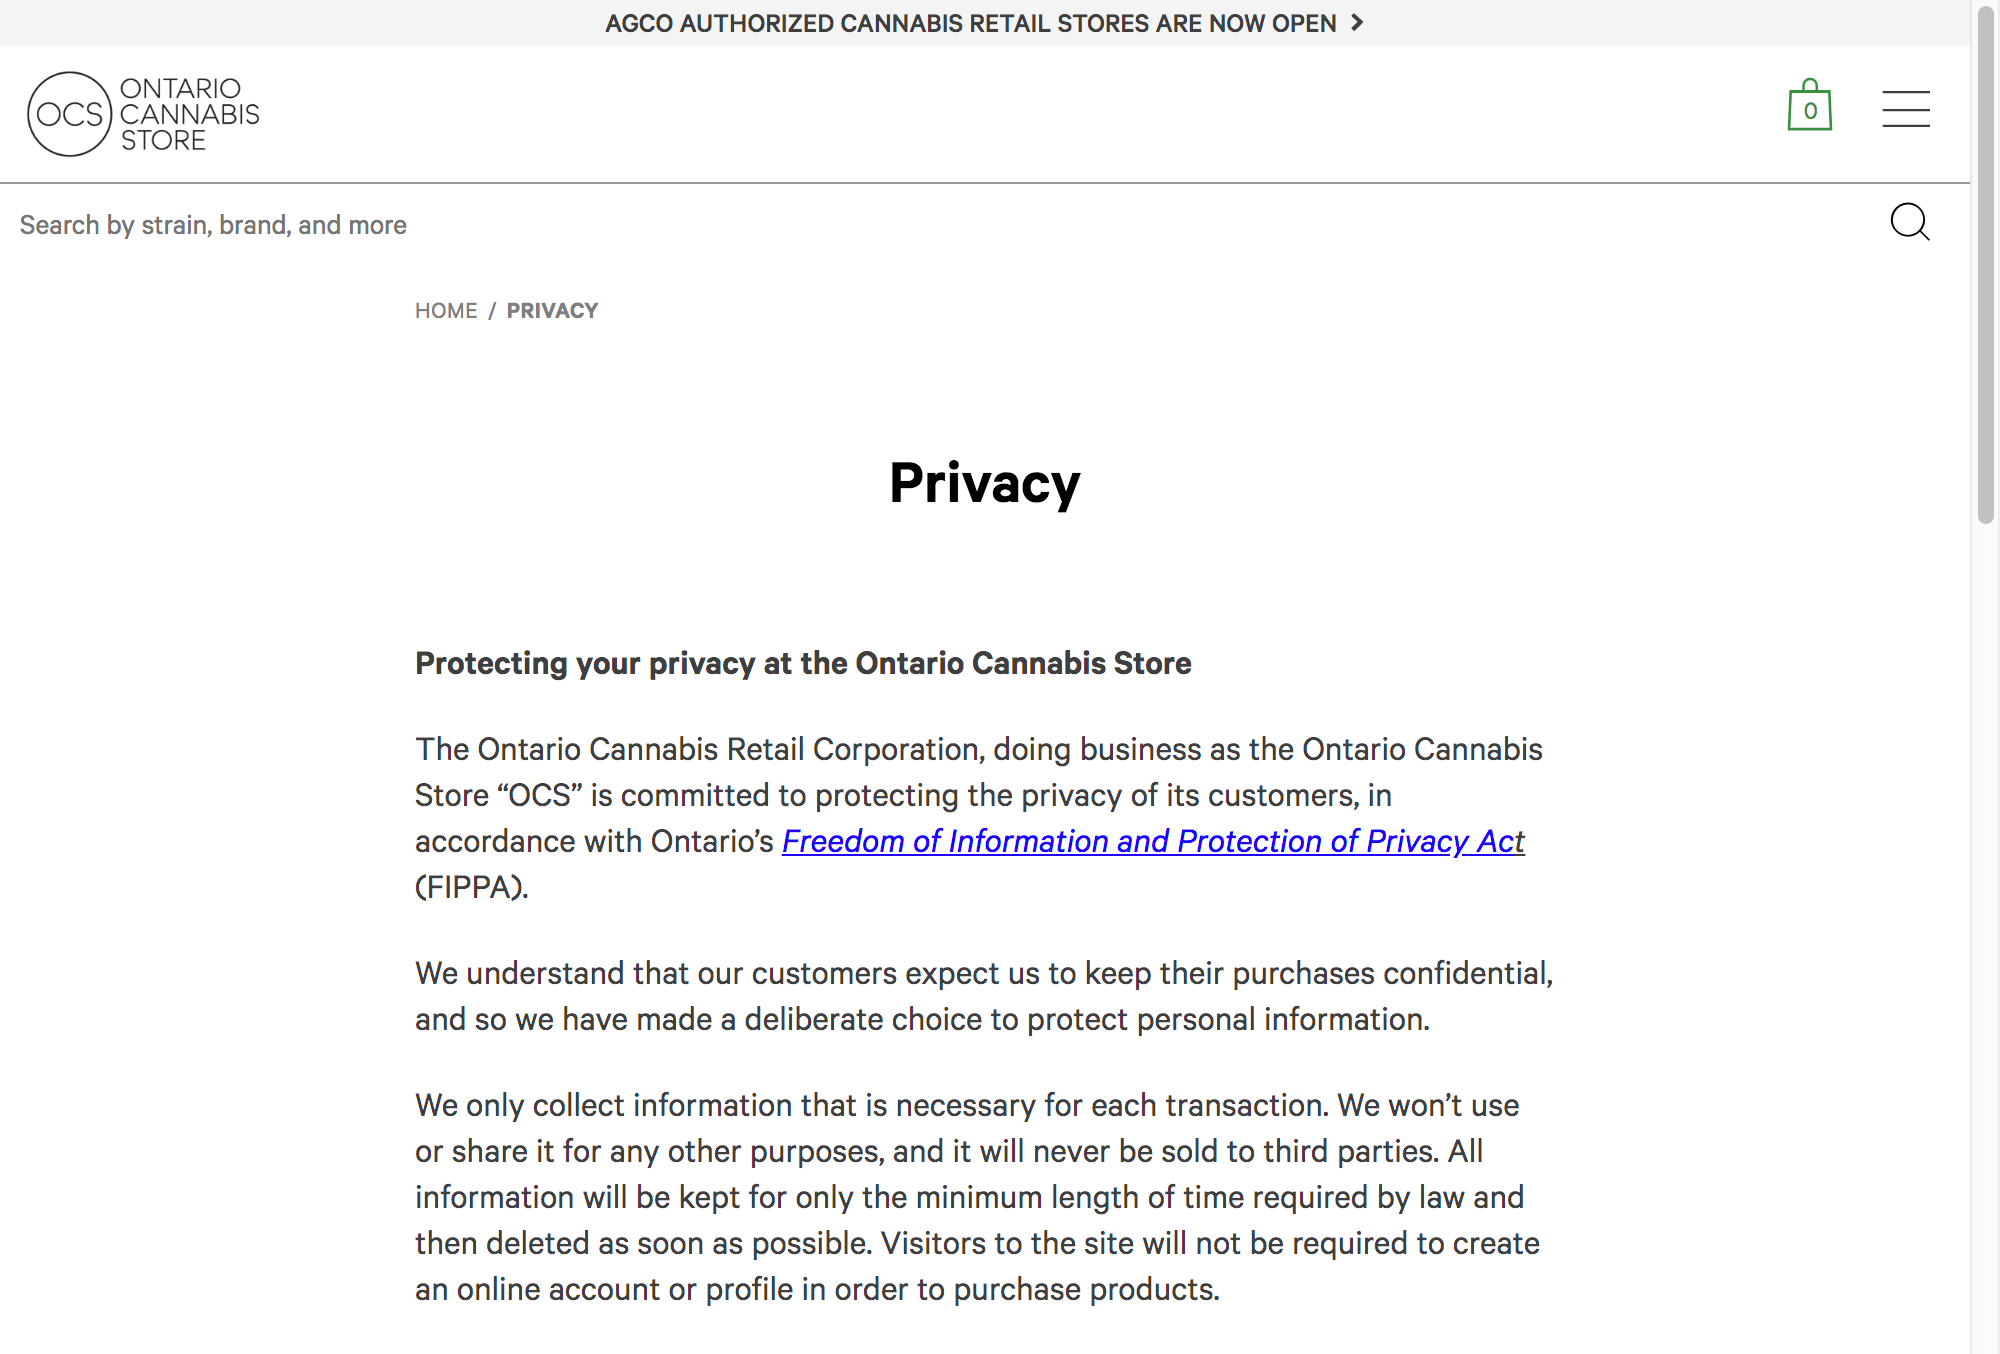 AGCO AUTHORIZED CANNABIS RETAIL STORES ARE NOW OPEN
OCS
ONTARIO
CANNABIS
STORE
0
Search by strain, brand, and more
HOME / PRIVACY
Privacy
Protecting your privacy at the Ontario Cannabis Store
The Ontario Cannabis Retail Corporation, doing business as the Ontario Cannabis
Store “OCS” is committed to protecting the privacy of its customers, in
accordance with Ontario’s Freedom of Information and Protection of Privacy Act
(FIPPA).
We understand that our customers expect us to keep their purchases confidential,
and so we have made a deliberate choice to protect personal information.
We only collect information that is necessary for each transaction. We won’t use
or share it for any other purposes, and it will never be sold to third parties. All
information will be kept for only the minimum length of time required by law and
then deleted as soon as possible. Visitors to the site will not be required to create
an online account or profile in order to purchase products.